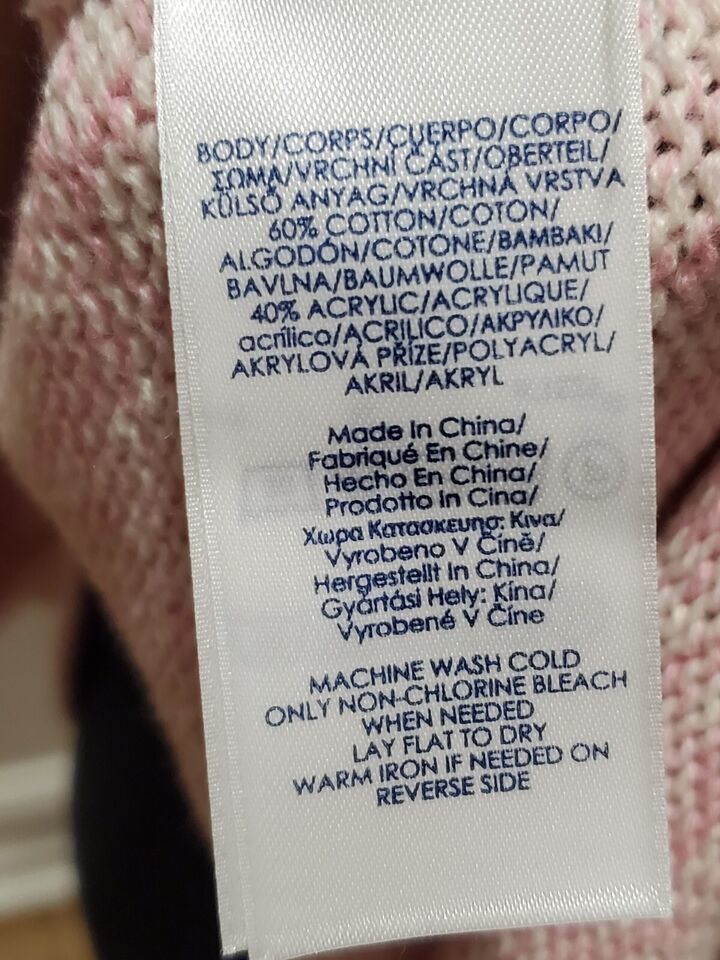 BODY/CORPS/CUERPO/CORPO/
ΣΩΜΑ/VRCHNÍ ČÁST/OBERTEIL/
KÜLSŐ ANYAG/VRCHNÁ VRSTVA
60% COTTON/COTON/
ALGODÓN/COTONE/ΒΑΜΒΑΚΙ/
BAVLNA/BAUMWOLLE/PAMUT
40% ACRYLIC/ACRYLIQUE/
acrílico/ACRILICO/ΑΚΡΥΛΙΚΟ/
AKRYLOVÁ PŘÍZE/POLYACRYL/
AKRIL/AKRYL
Made In China/
Fabriqué En Chine/
Hecho En China/
Prodotto In Cina/
Χωρα Κατασκευης: Κινα/
Vyrobeno V Číně/
Hergestellt In China/
Gyártási Hely: Kína/
Vyrobené V Číne
MACHINE WASH COLD
ONLY NON-CHLORINE BLEACH
WHEN NEEDED
LAY FLAT TO DRY
WARM IRON IF NEEDED ON
REVERSE SIDE